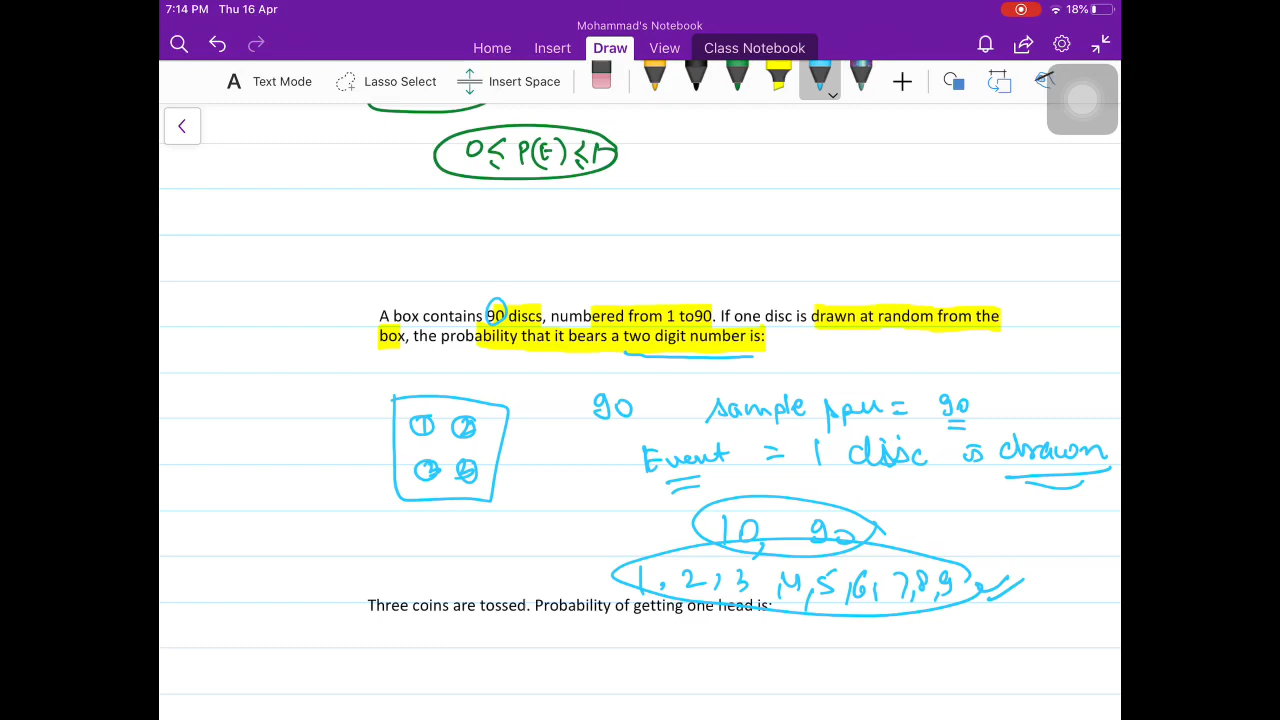 7:14 PM Thu 16 Apr
18%
Mohammad's Notebook
Home Insert Draw View Class Notebook
A Text Mode Lasso Select Insert Space
0 ≤ P(E) ≤ 1
A box contains 90 discs, numbered from 1 to90. If one disc is drawn at random from the
box, the probability that it bears a two digit number is:
90 sample = 90
1 2
Event = 1 disc is drawn
3
10, 90
1, 2, 3, 4, 5, 6, 7, 8, 9
Three coins are tossed. Probability of getting one head is: